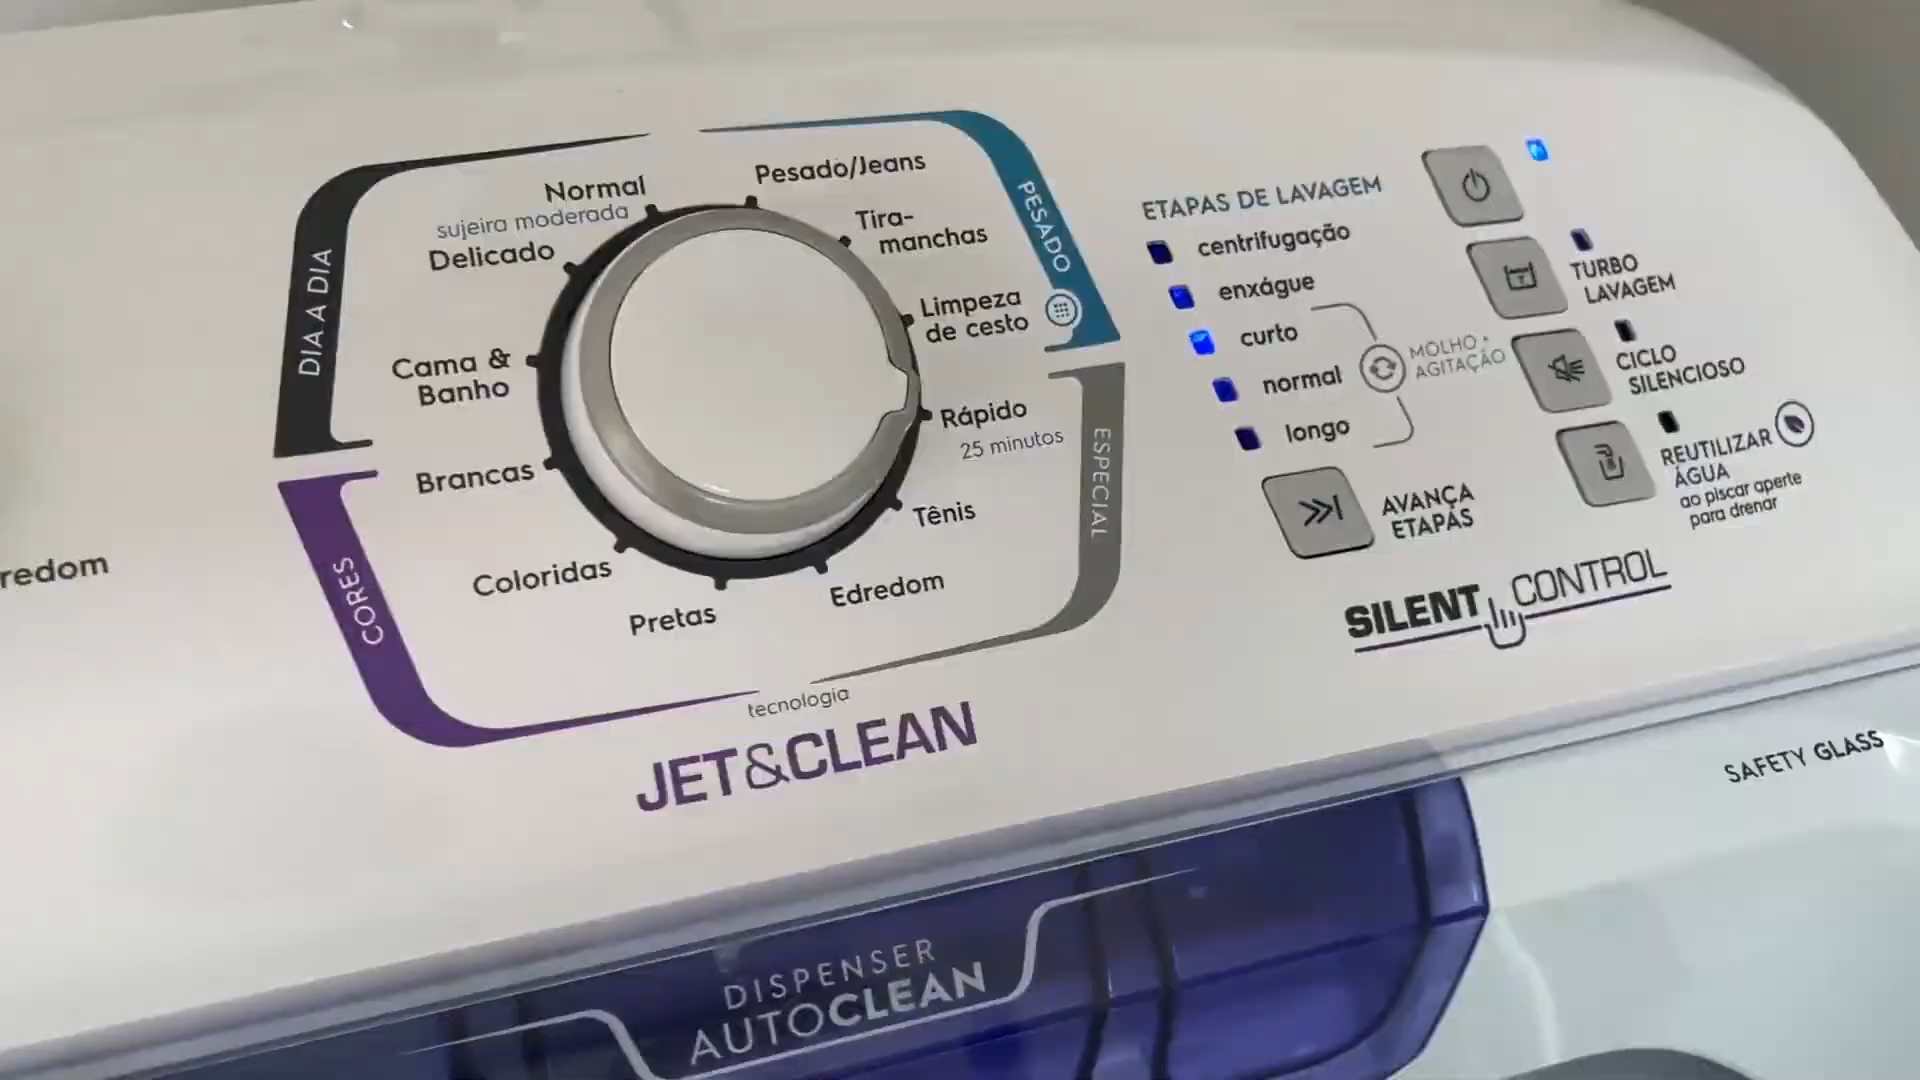 DIA A DIA
Normal
sujeira moderada
Delicado
Cama &
Banho
CORES
Brancas
Coloridas
Pretas
PESADO
Pesado/Jeans
Tira-
manchas
Limpeza
de cesto
ESPECIAL
Rápido
25 minutos
Tênis
Edredom
redom
tecnologia
JET&CLEAN
ETAPAS DE LAVAGEM
centrifugação
enxágue
curto
normal
longo
MOLHO +
AGITAÇÃO
AVANÇA
ETAPAS
TURBO
LAVAGEM
CICLO
SILENCIOSO
REUTILIZAR
ÁGUA
ao piscar aperte
para drenar
SILENT CONTROL
SAFETY GLASS
DISPENSER
AUTOCLEAN